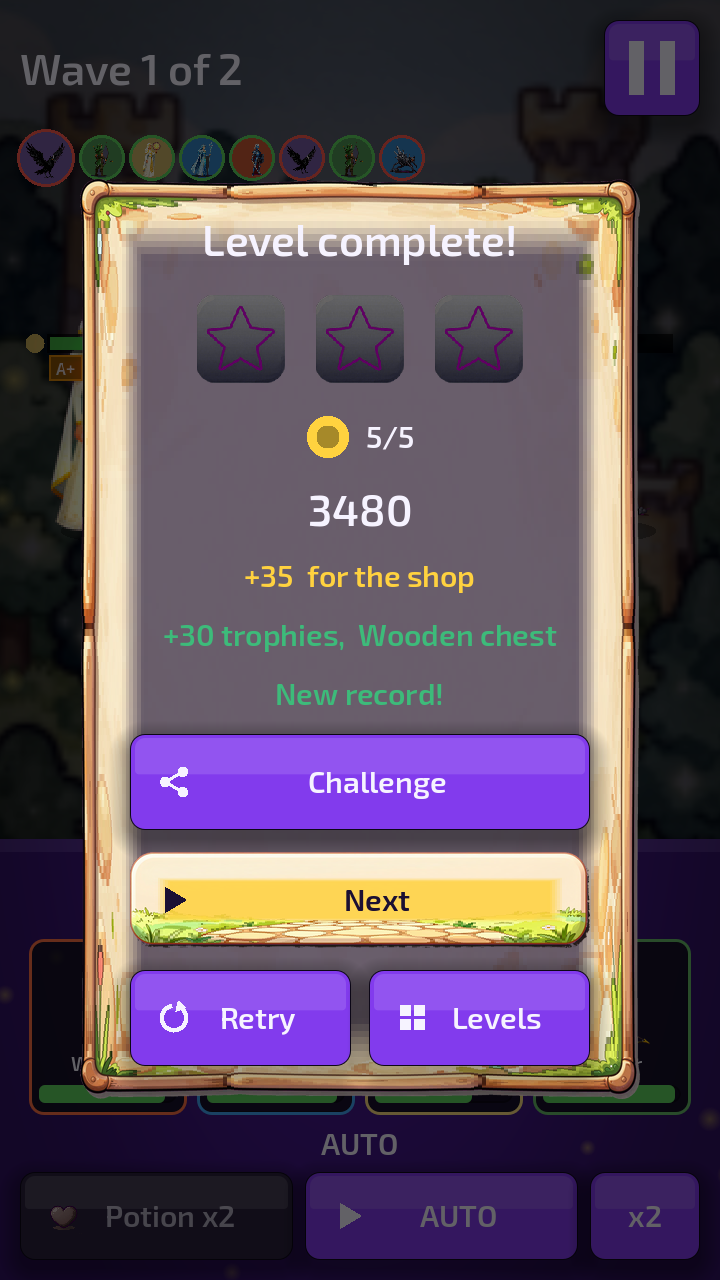 Wave 1 of 2
A+
Level complete!
5/5
3480
+35 for the shop
+30 trophies, Wooden chest
New record!
Challenge
Next
Retry
Levels
AUTO
Potion x2
AUTO
x2